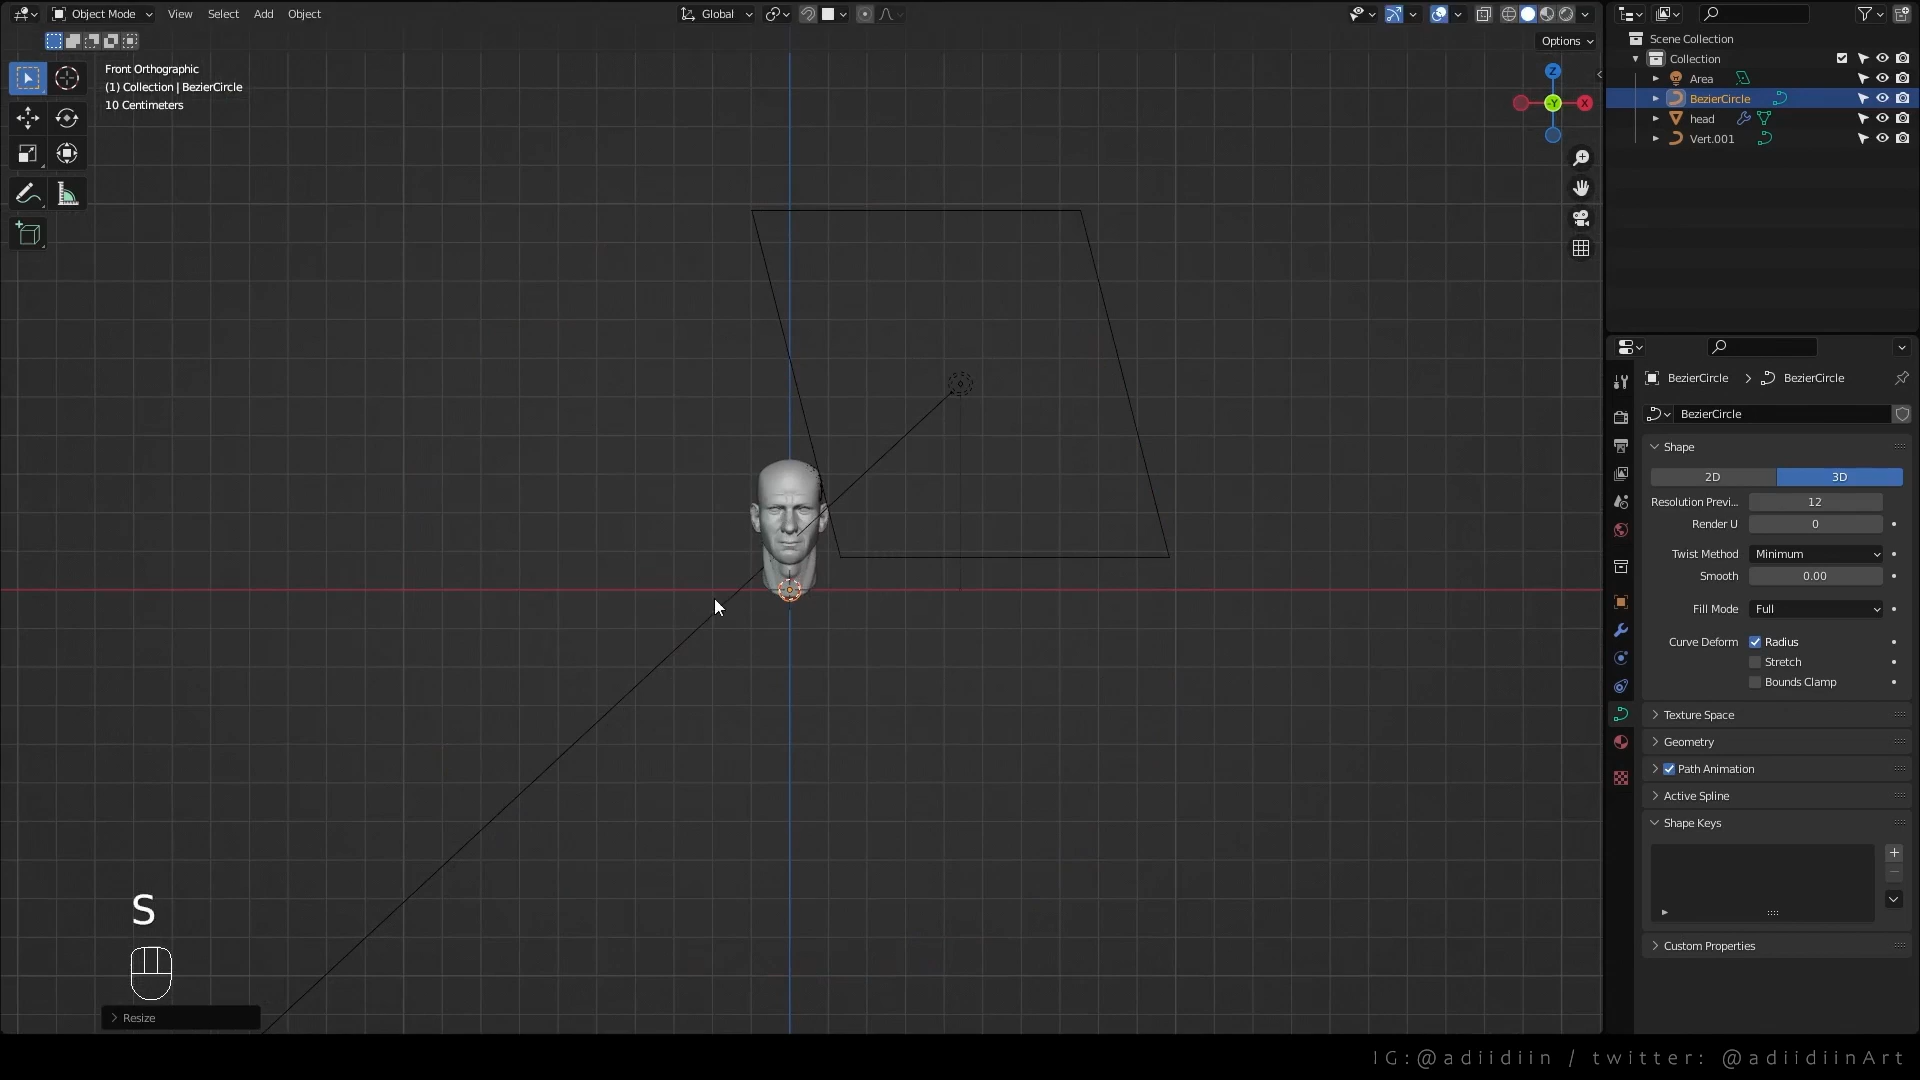 Object Mode View Select Add Object Global
Options
Front Orthographic
(1) Collection | BezierCircle
10 Centimeters
Z
-Y
X
Scene Collection
Collection
Area
BezierCircle
head
Vert.001
BezierCircle > BezierCircle
BezierCircle
Shape
2D 3D
Resolution Previ... 12
Render U 0
Twist Method Minimum
Smooth 0.00
Fill Mode Full
Curve Deform Radius
Stretch
Bounds Clamp
Texture Space
Geometry
Path Animation
Active Spline
Shape Keys
Custom Properties
S
Resize
IG:@adiidiin / twitter: @adiidiinArt